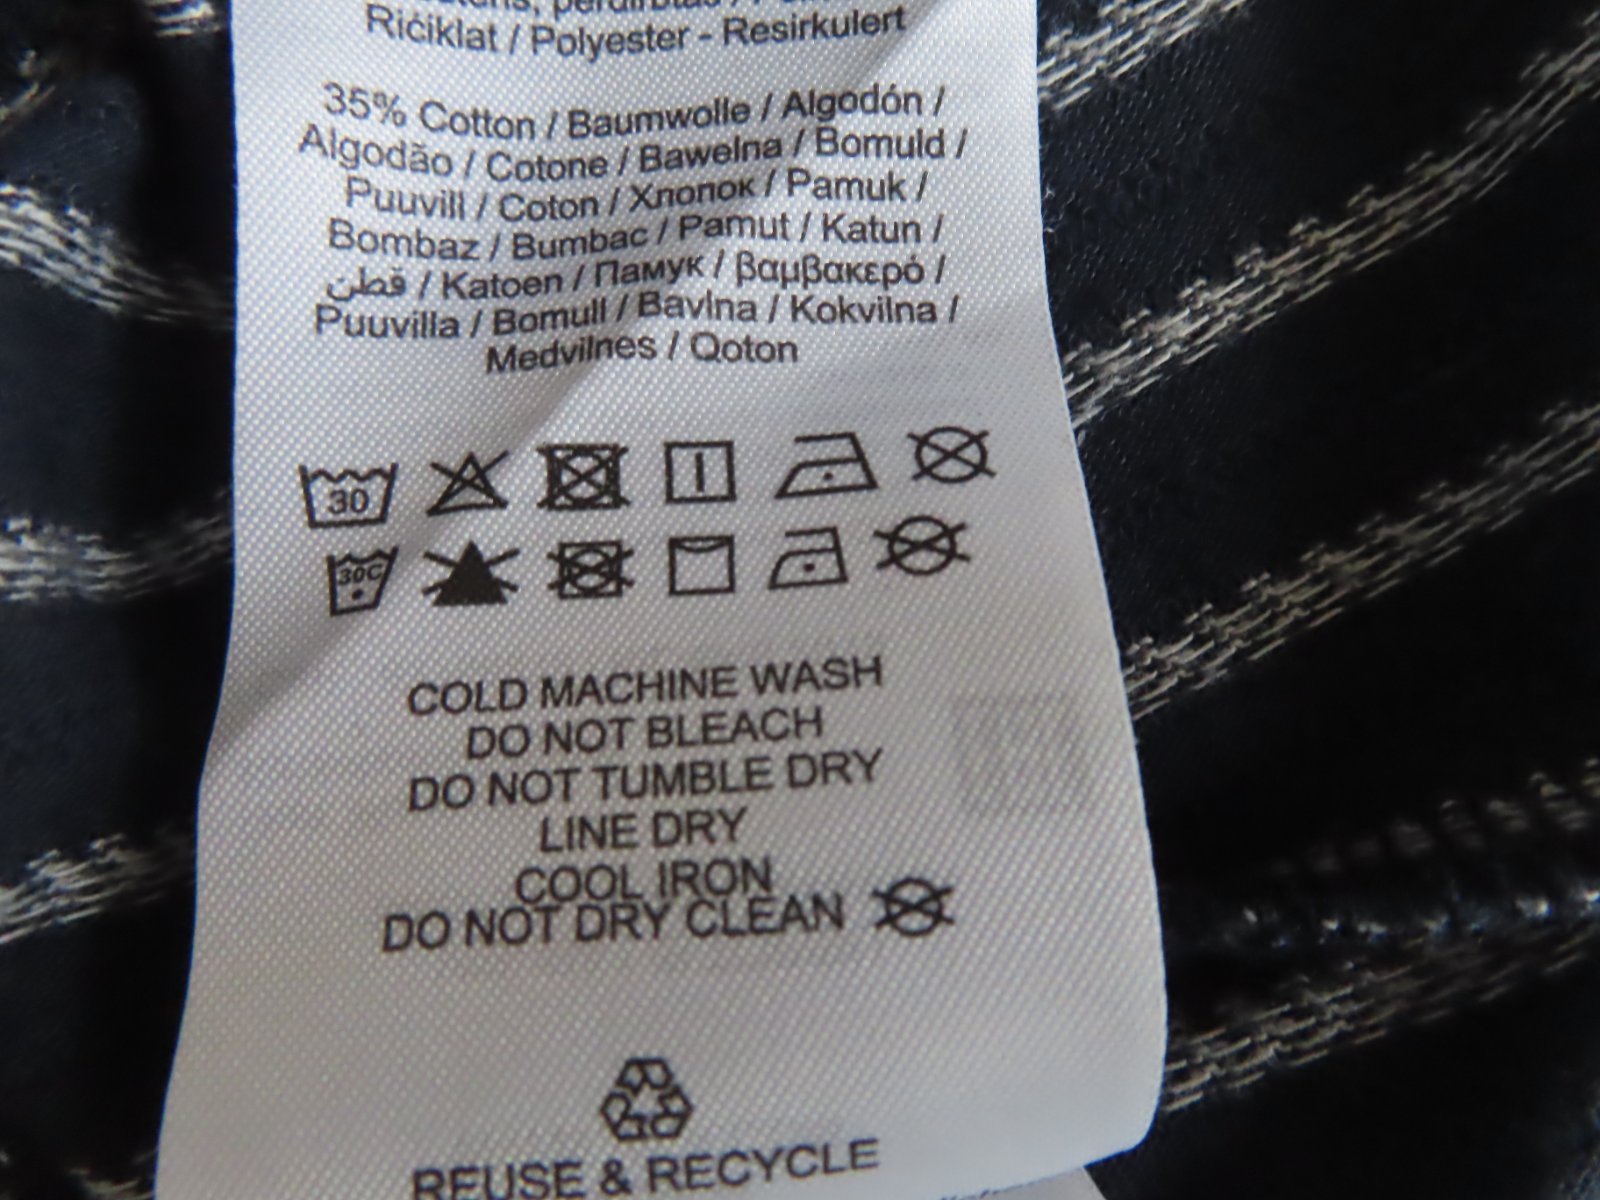 Riciklat / Polyester - Resirkulert
35% Cotton / Baumwolle / Algodón /
Algodão / Cotone / Bawełna / Bomuld /
Puuvill / Coton / Хлопок / Pamuk /
Bombaz / Bumbac / Pamut / Katun /
قطن / Katoen / Памук / βαμβακερό /
Puuvilla / Bomull / Bavlna / Kokvilna /
Medvilnes / Qoton
30
30C
COLD MACHINE WASH
DO NOT BLEACH
DO NOT TUMBLE DRY
LINE DRY
COOL IRON
DO NOT DRY CLEAN
REUSE & RECYCLE